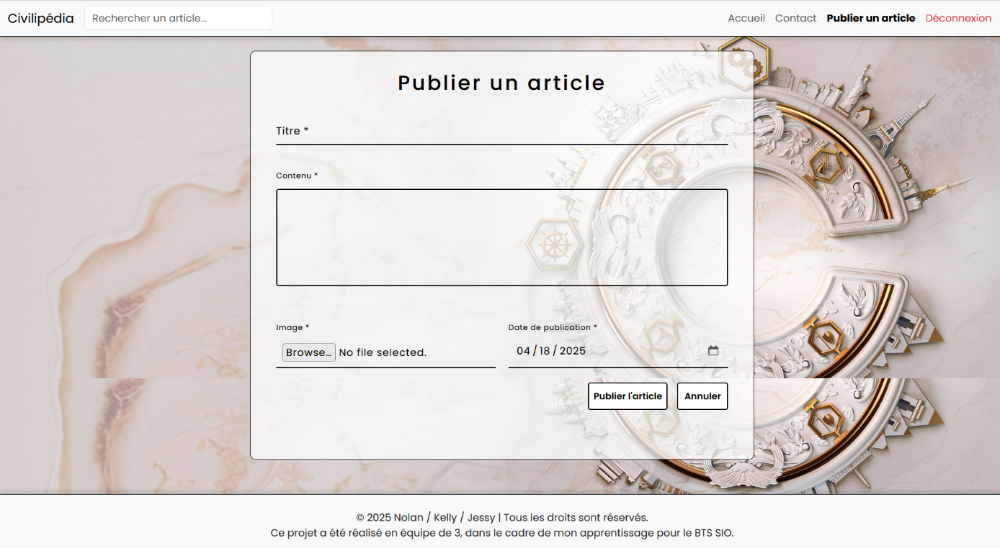 Civilipédia
Rechercher un article...
Accueil Contact Publier un article Déconnexion
Publier un article
Titre *
Contenu *
Image * Date de publication *
Browse... No file selected. 04 / 18 / 2025
Publier l'article Annuler
© 2025 Nolan / Kelly / Jessy | Tous les droits sont réservés.
Ce projet a été réalisé en équipe de 3, dans le cadre de mon apprentissage pour le BTS SIO.